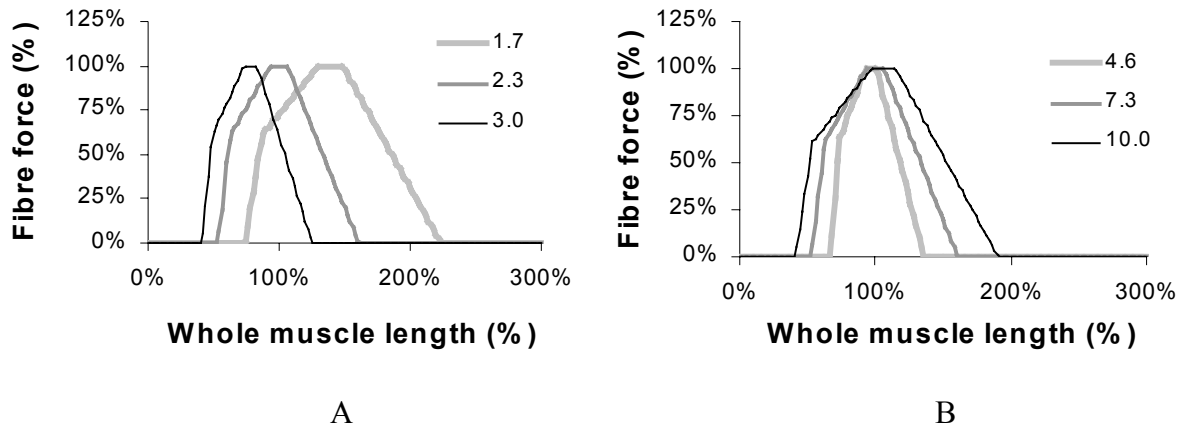 125%
100%
75%
50%
25%
0%
Fibre force (%)
1.7
2.3
3.0
0% 100% 200% 300%
Whole muscle length (%)
A
125%
100%
75%
50%
25%
0%
Fibre force (%)
4.6
7.3
10.0
0% 100% 200% 300%
Whole muscle length (%)
B